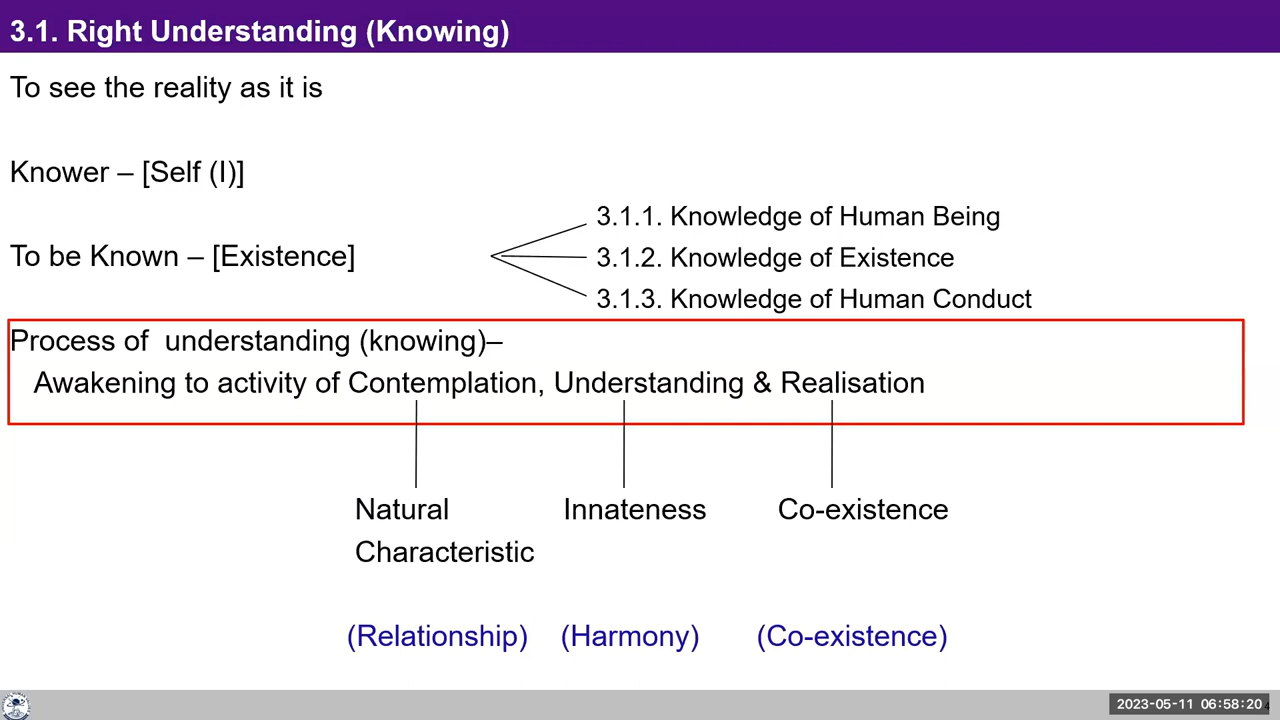 3.1. Right Understanding (Knowing)
To see the reality as it is
Knower – [Self (I)]
3.1.1. Knowledge of Human Being
To be Known – [Existence]
3.1.2. Knowledge of Existence
3.1.3. Knowledge of Human Conduct
Process of  understanding (knowing)–
Awakening to activity of Contemplation, Understanding & Realisation
Natural Innateness Co-existence
Characteristic
(Relationship) (Harmony) (Co-existence)
2023-05-11 06:58:20